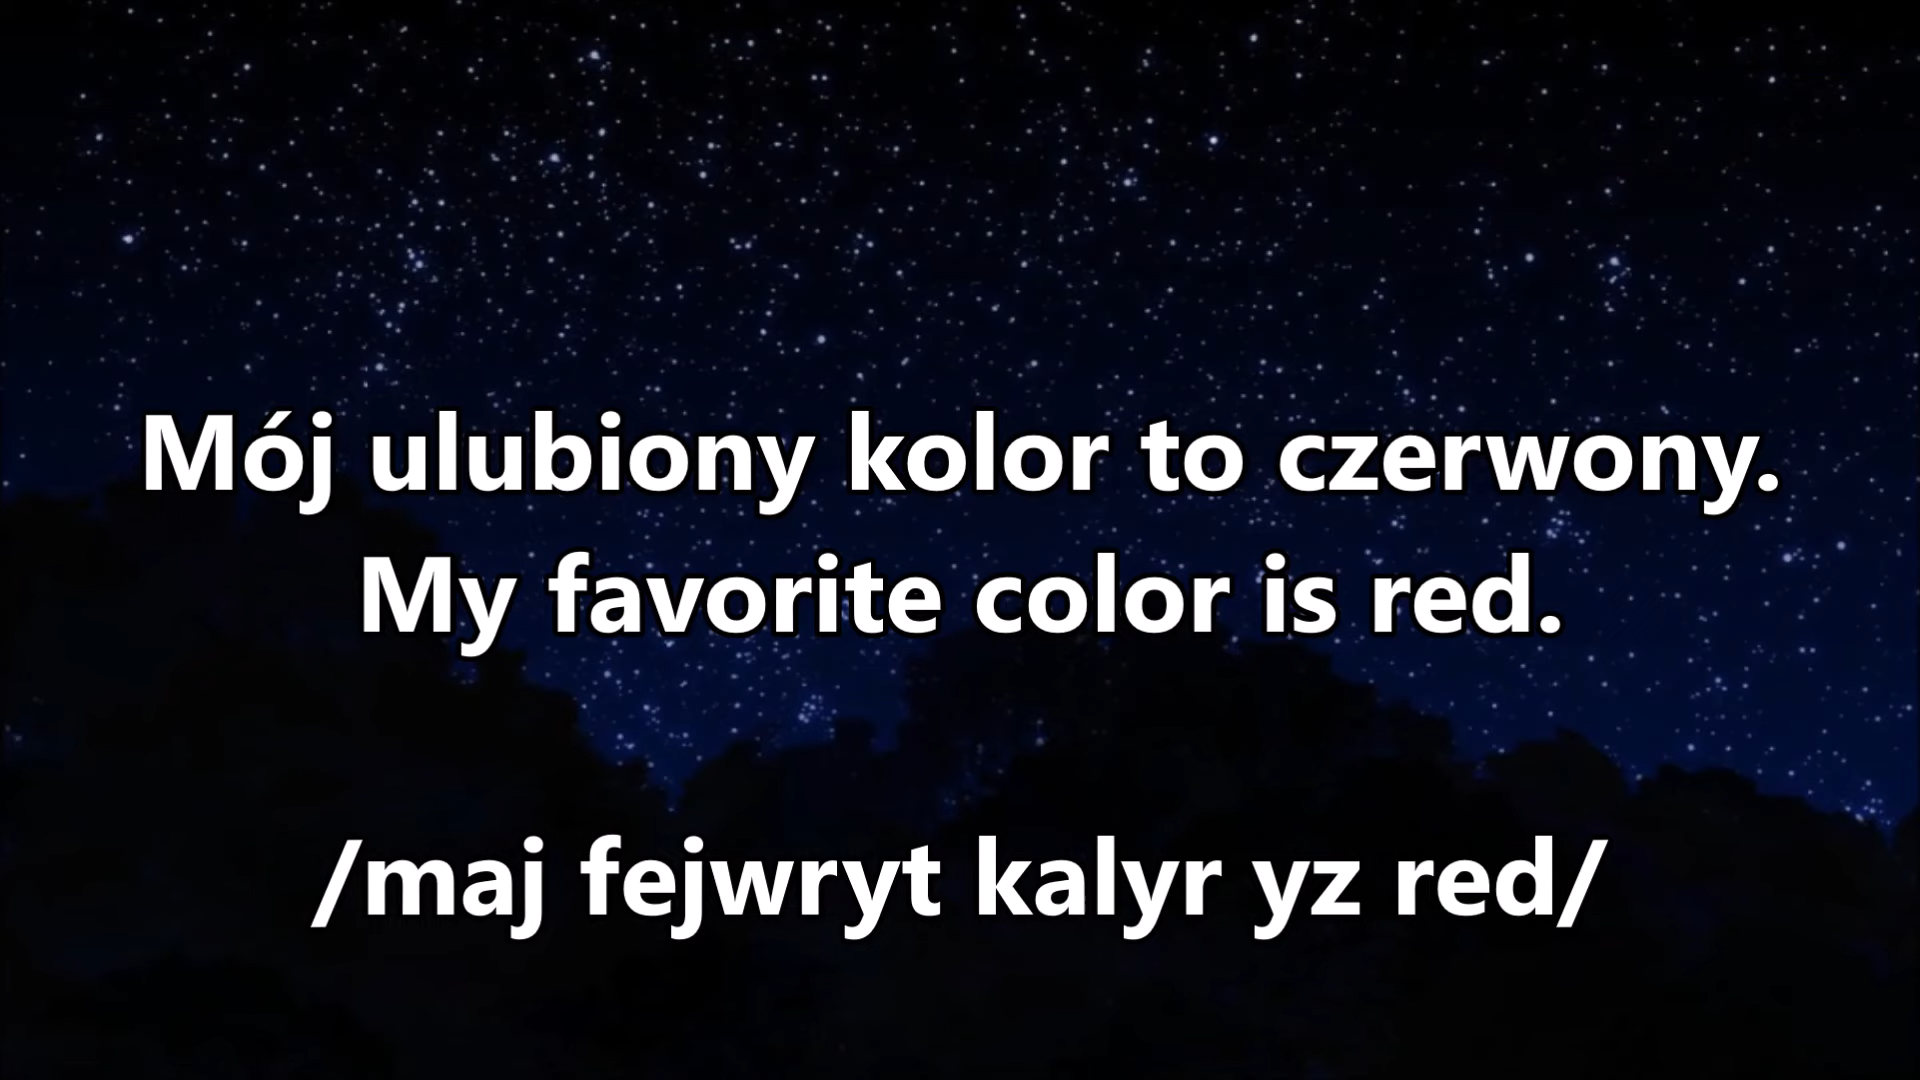 Mój ulubiony kolor to czerwony.
My favorite color is red.
/maj fejwryt kalyr yz red/